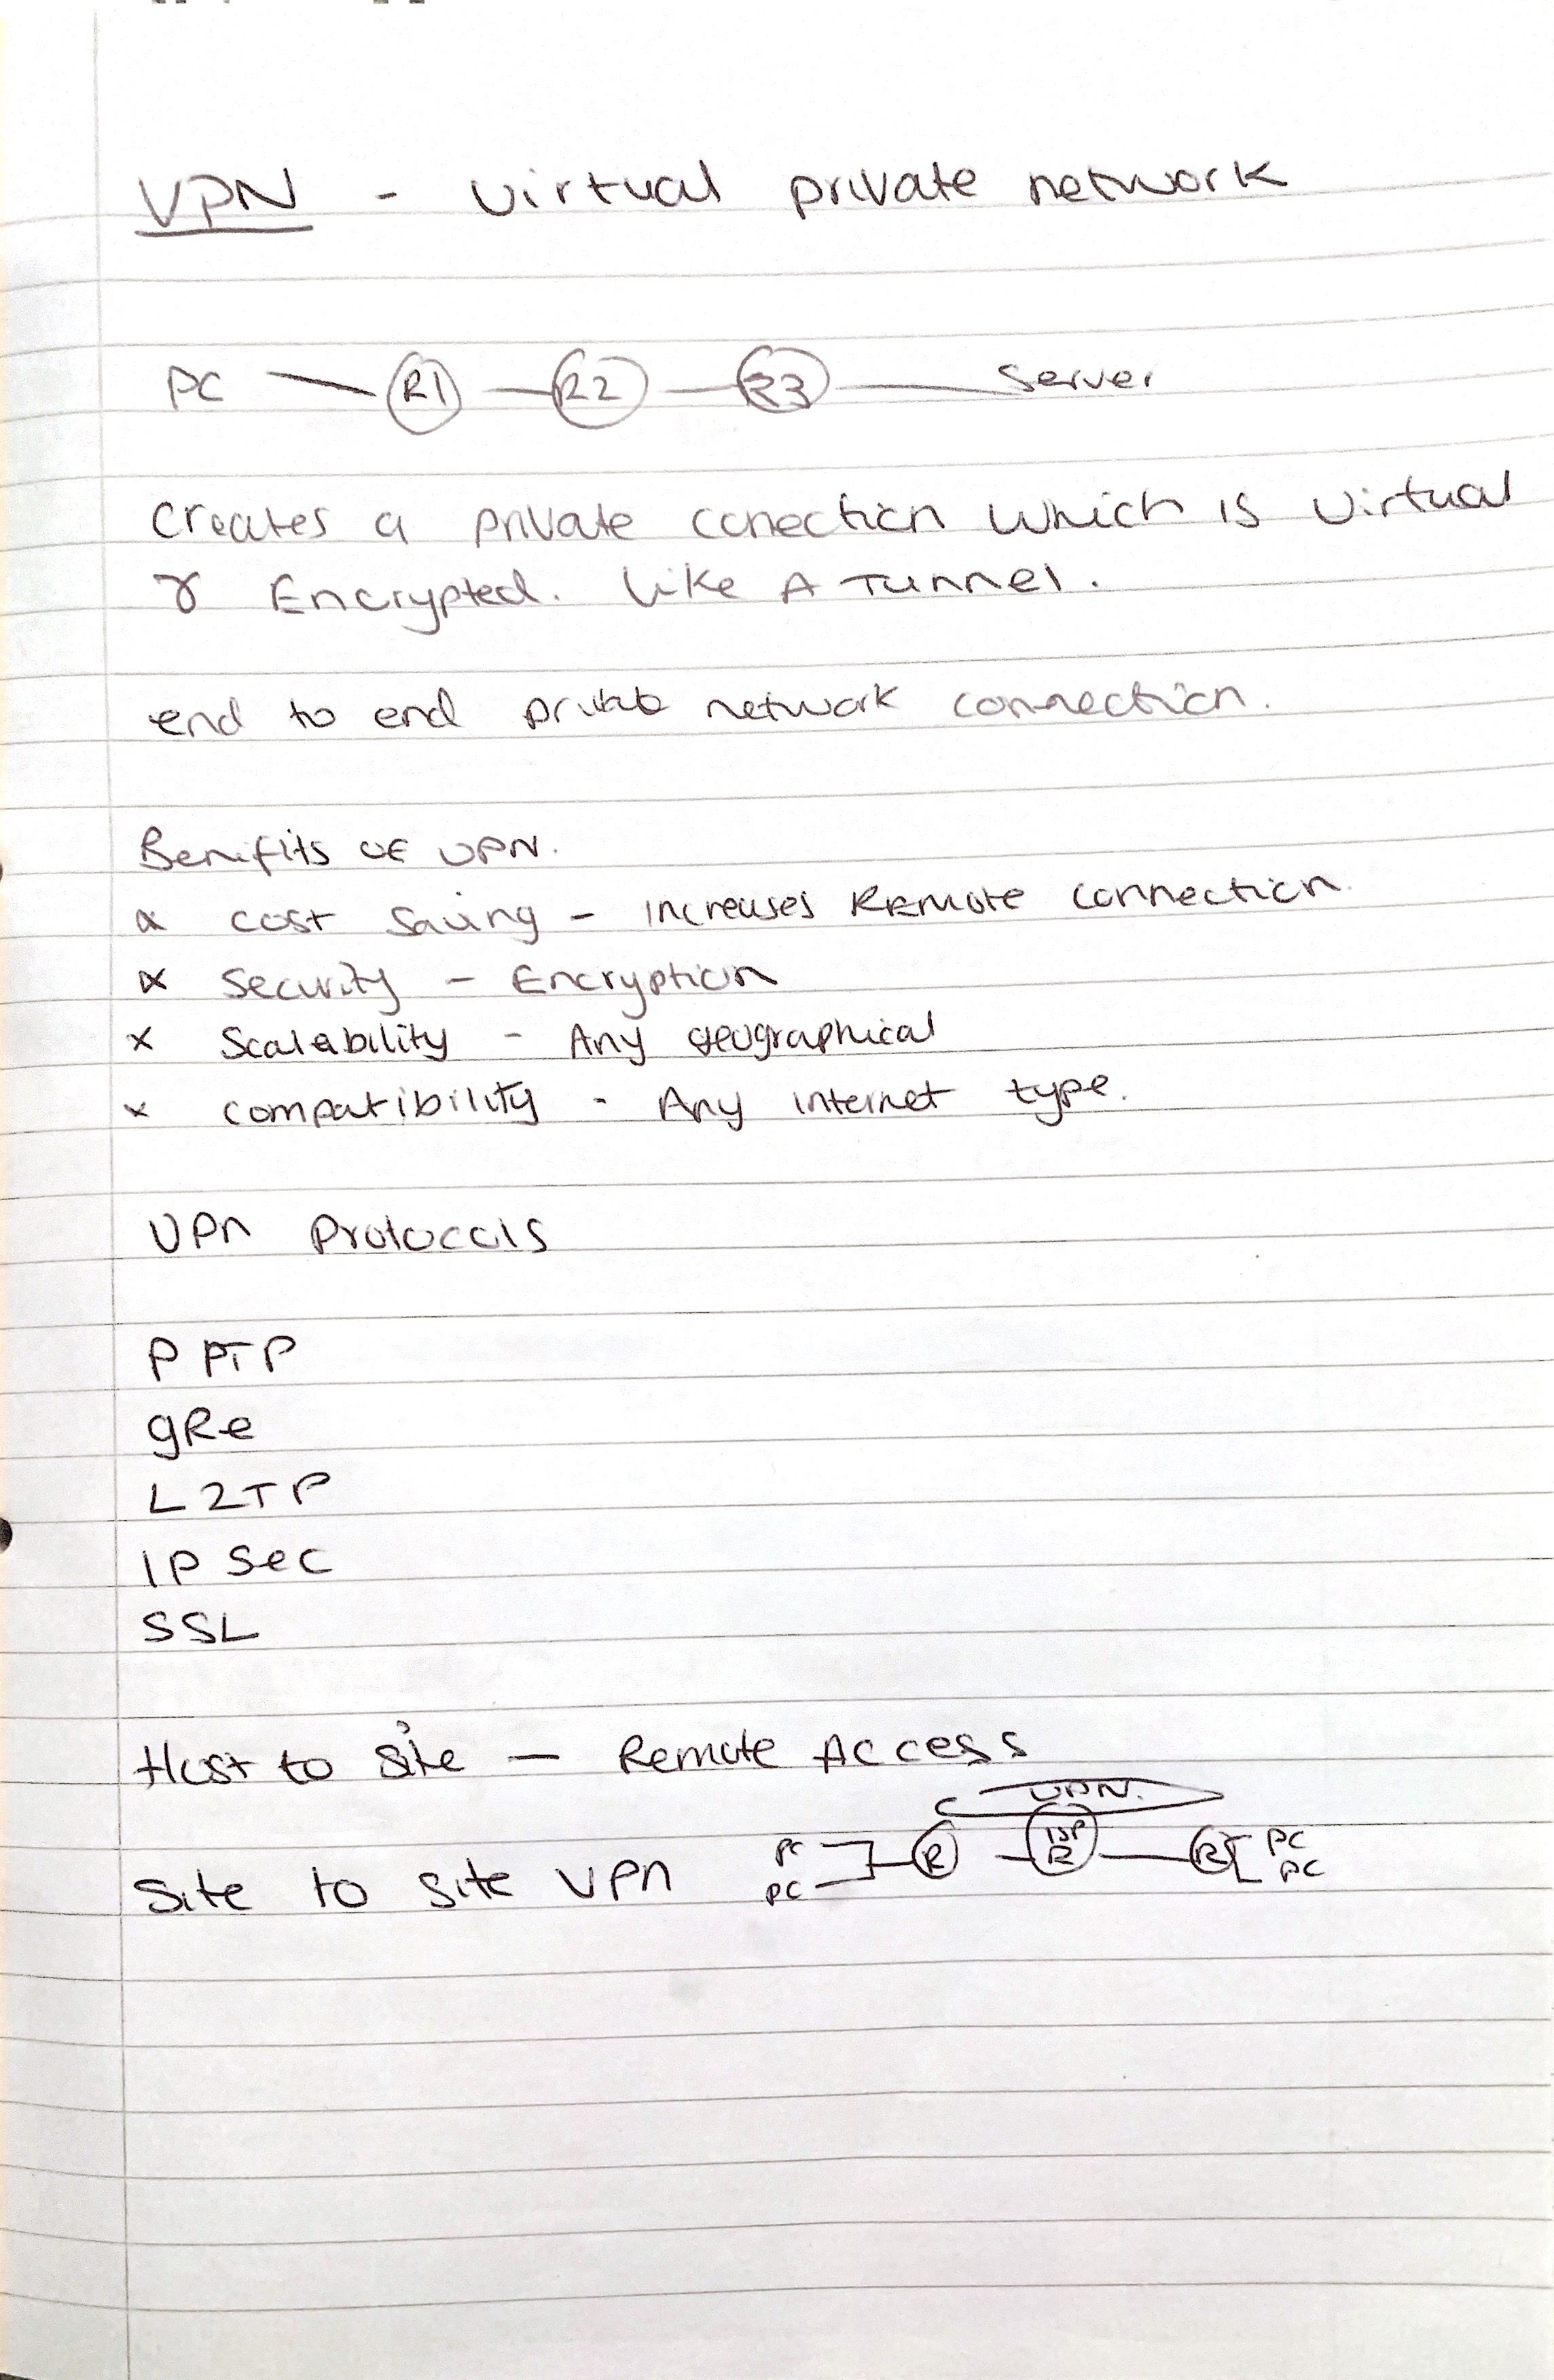 VPN - virtual private network
PC R1 R2 R3 Server
creates a private conection which is virtual
& Encrypted. Like A Tunnel.
end to end private network connection.
Benifits of VPN.
x cost saving - increases Remote connection.
x Security - Encryption
x Scalability - Any geographical
x compatibility - Any internet type.
VPN Protocols
PPTP
gRe
L2TP
IP Sec
SSL
Host to Site - Remote Access
VPN.
Site to site VPN PC PC R ISP R R PC PC